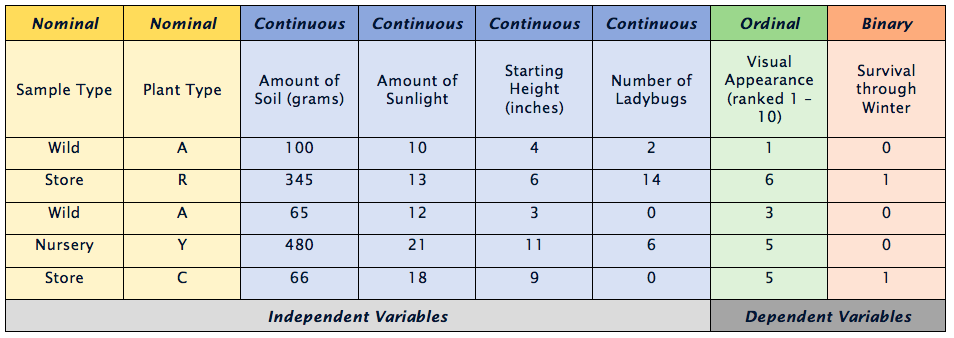 Nominal Nominal Continuous Continuous Continuous Continuous Ordinal Binary
Sample Type Plant Type Amount of Soil (grams) Amount of Sunlight Starting Height (inches) Number of Ladybugs Visual Appearance (ranked 1 – 10) Survival through Winter
Wild A 100 10 4 2 1 0
Store R 345 13 6 14 6 1
Wild A 65 12 3 0 3 0
Nursery Y 480 21 11 6 5 0
Store C 66 18 9 0 5 1
Independent Variables Dependent Variables